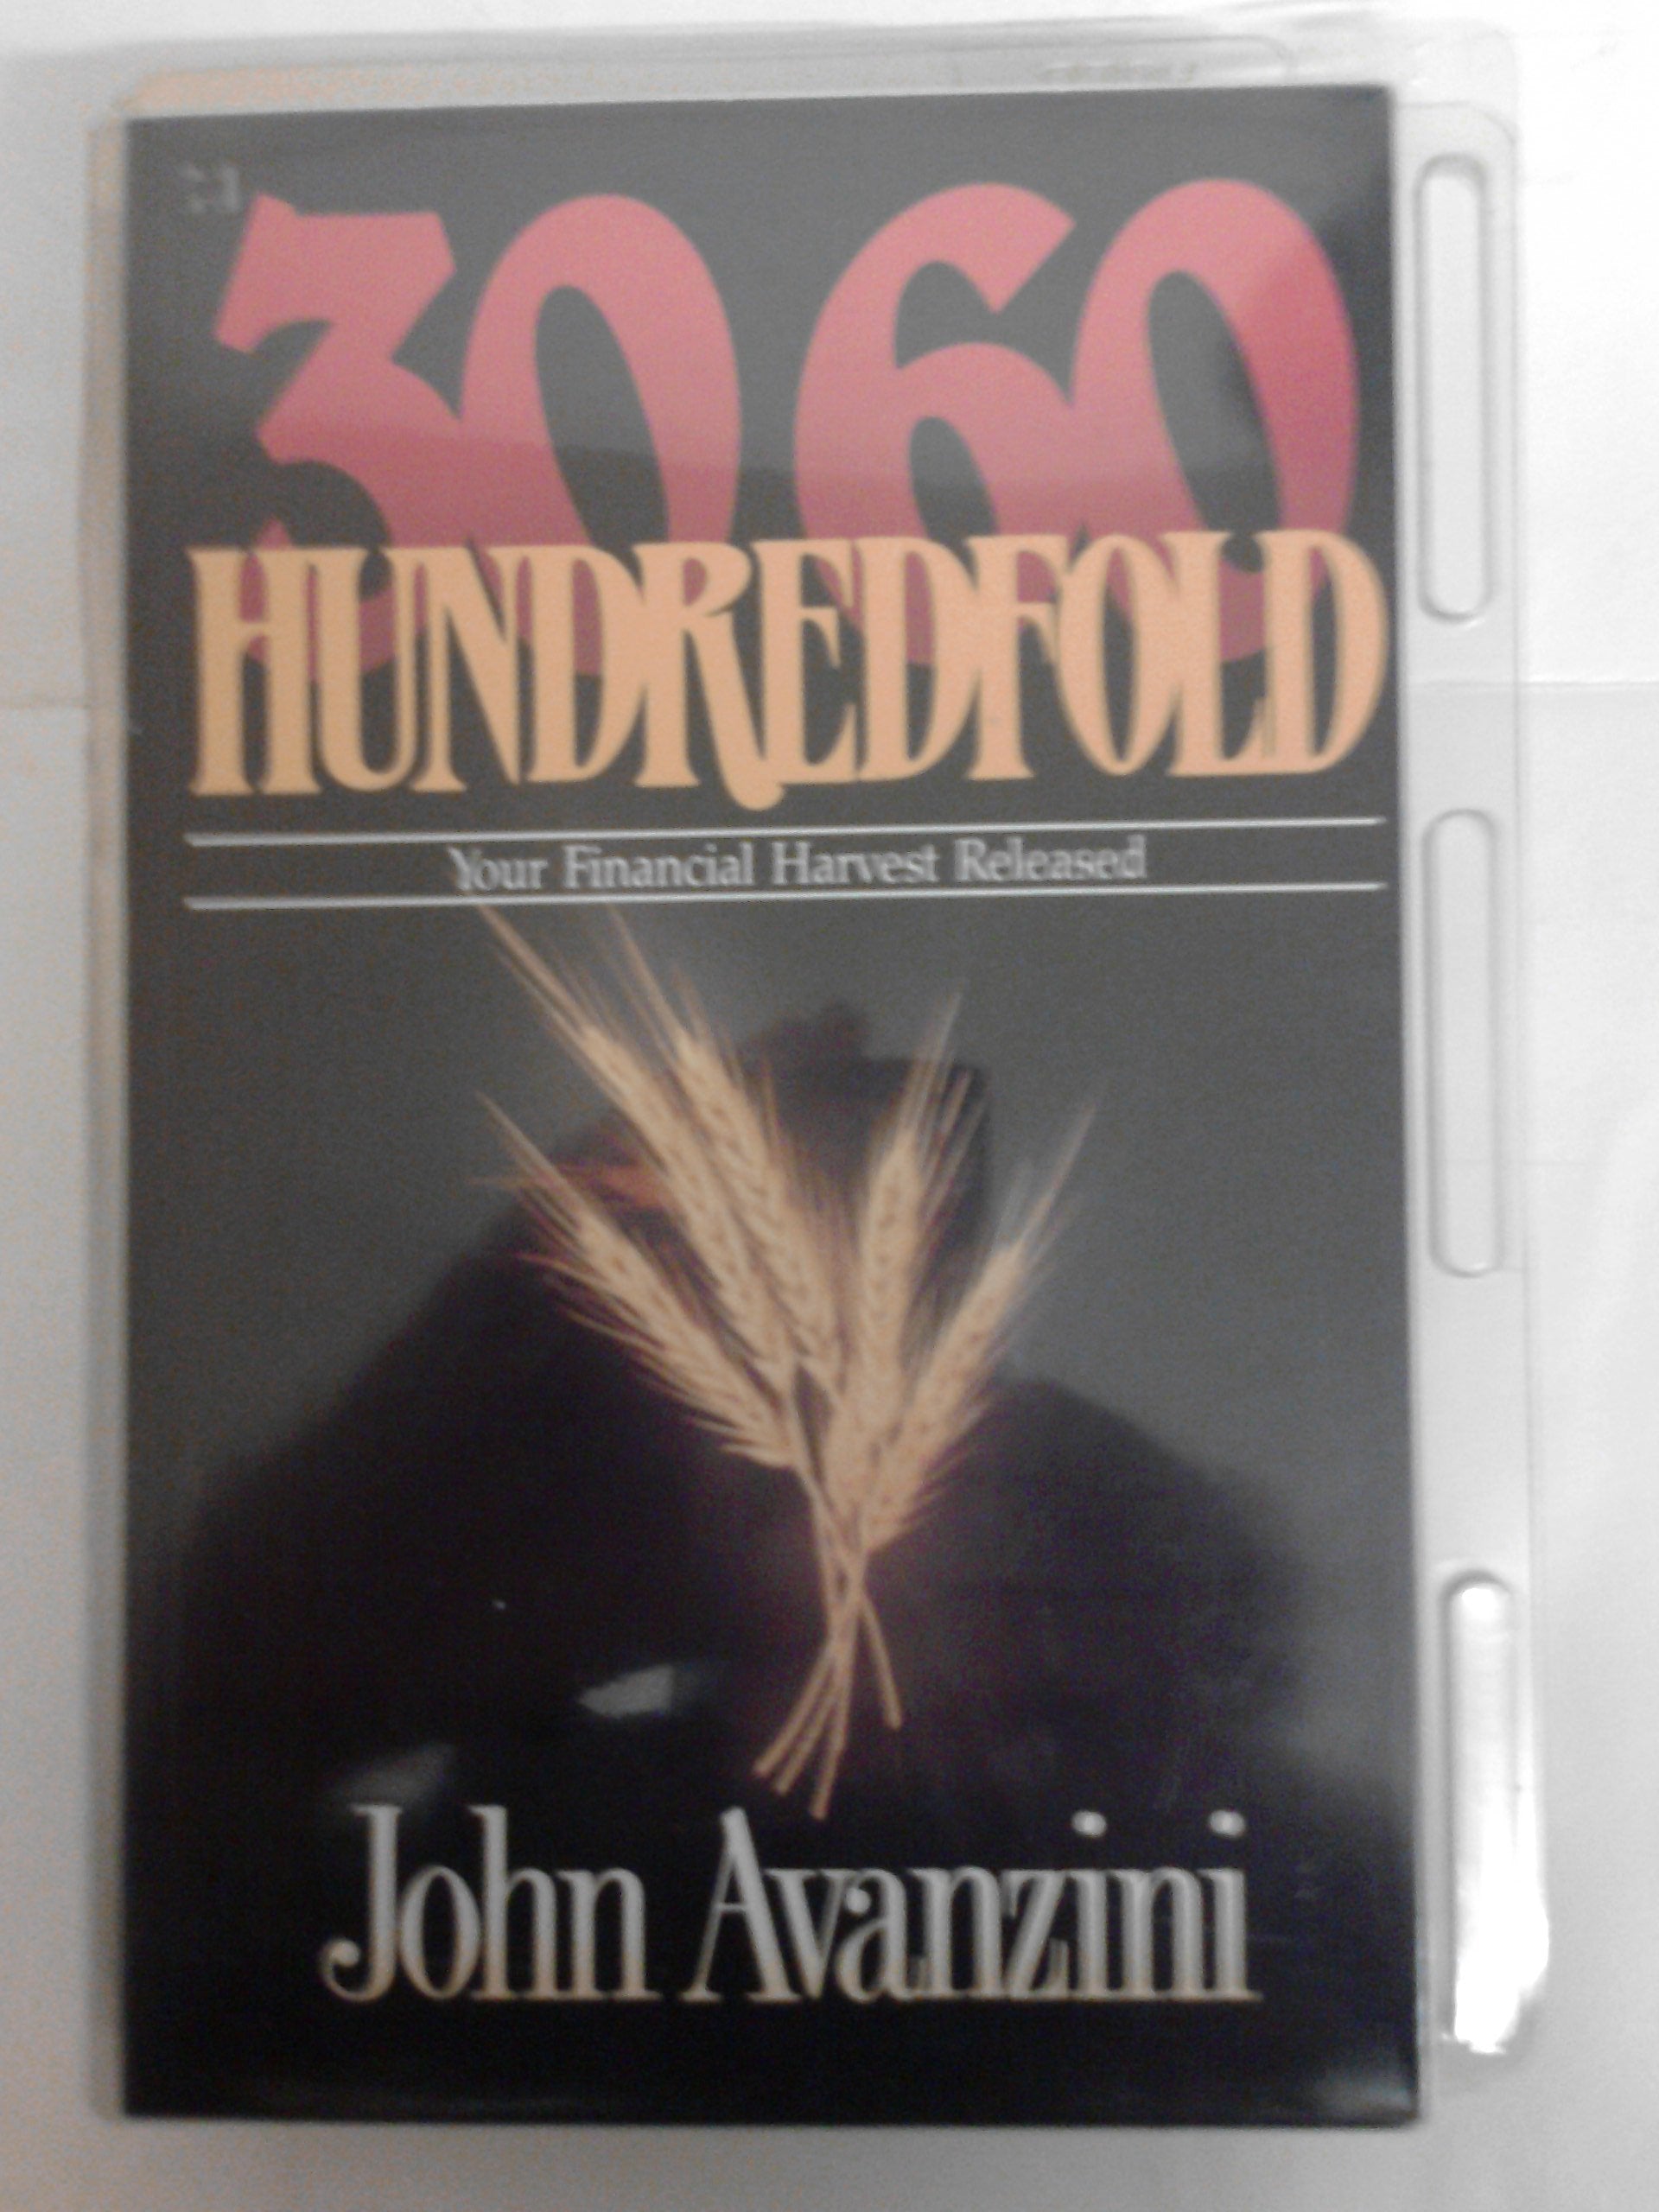 30 60
HUNDREDFOLD
Your Financial Harvest Released
John Avanzini